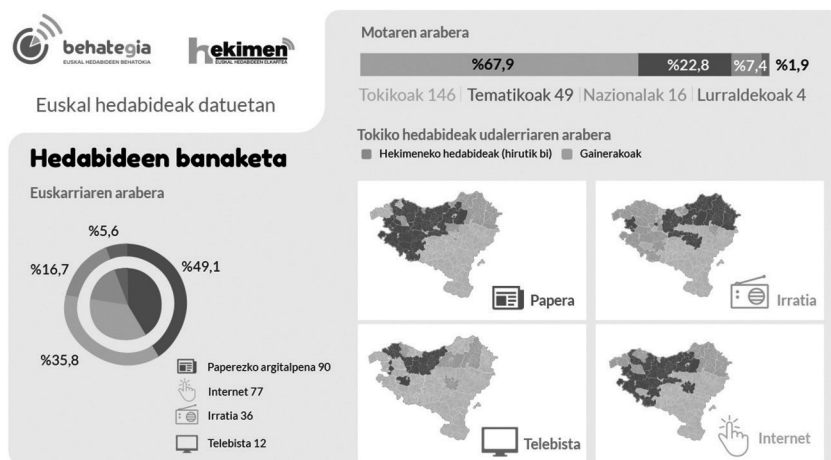 behategia
EUSKAL HEDABIDEEN BEHATOKIA
hekimen
EUSKAL HEDABIDEEN ELKARTEA
Euskal hedabideak datuetan
Hedabideen banaketa
Euskarriaren arabera
%5,6
%16,7
%49,1
%35,8
Paperezko argitalpena 90
Internet 77
Irratia 36
Telebista 12
Motaren arabera
%67,9 %22,8 %7,4 %1,9
Tokikoak 146 | Tematikoak 49 | Nazionalak 16 | Lurraldekoak 4
Tokiko hedabideak udalerriaren arabera
Hekimeneko hedabideak (hirutik bi) Gainerakoak
Papera
Irratia
Telebista
Internet